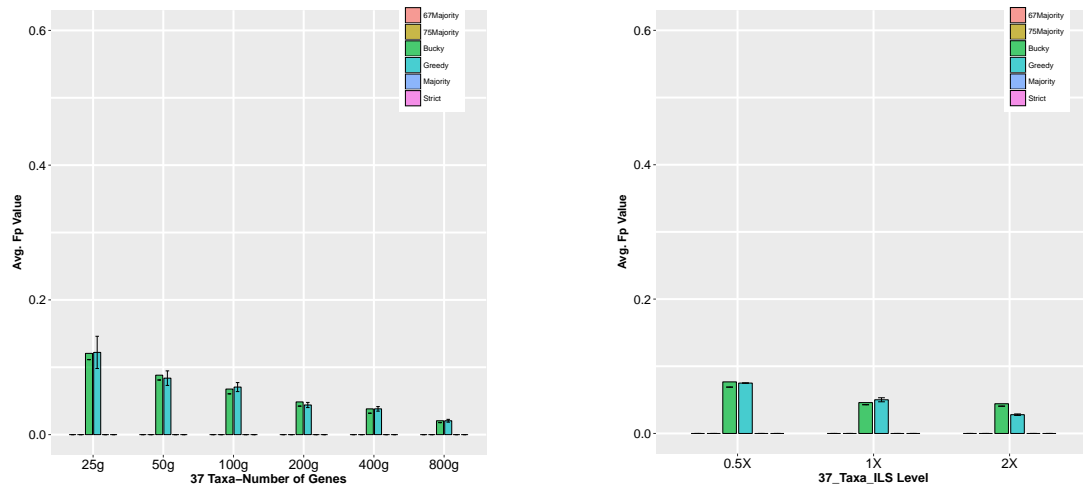 67Majority
75Majority
Bucky
Greedy
Majority
Strict
0.6
0.4
0.2
0.0
Avg. Fp Value
25g 50g 100g 200g 400g 800g
37 Taxa−Number of Genes
67Majority
75Majority
Bucky
Greedy
Majority
Strict
0.6
0.4
0.2
0.0
Avg. Fp Value
0.5X 1X 2X
37_Taxa_ILS Level